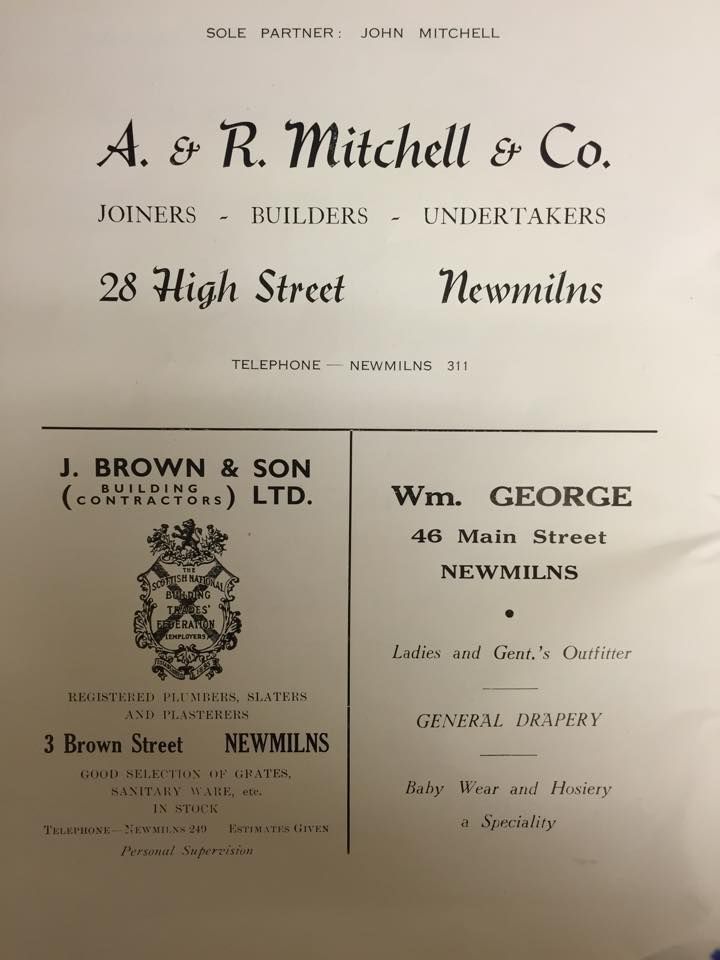 SOLE PARTNER: JOHN MITCHELL
A. & R. Mitchell & Co.
JOINERS - BUILDERS - UNDERTAKERS
28 High Street Newmilns
TELEPHONE — NEWMILNS 311
J. BROWN & SON
(BUILDING CONTRACTORS) LTD.
THE
SCOTTISH NATIONAL
BUILDING
TRADES'
FEDERATION
(EMPLOYERS)
REGISTERED PLUMBERS, SLATERS
AND PLASTERERS
3 Brown Street NEWMILNS
GOOD SELECTION OF GRATES,
SANITARY WARE, etc.
IN STOCK
TELEPHONE—NEWMILNS 249 ESTIMATES GIVEN
Personal Supervision
Wm. GEORGE
46 Main Street
NEWMILNS
•
Ladies and Gent.'s Outfitter
GENERAL DRAPERY
Baby Wear and Hosiery
a Speciality